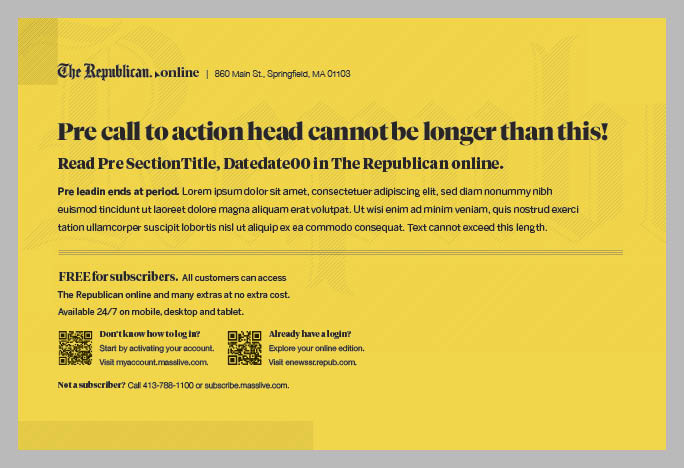 The Republican. online | 860 Main St., Springfield, MA 01103
Pre call to action head cannot be longer than this!
Read Pre SectionTitle, Datedate00 in The Republican online.
Pre leadin ends at period. Lorem ipsum dolor sit amet, consectetuer adipiscing elit, sed diam nonummy nibh
euismod tincidunt ut laoreet dolore magna aliquam erat volutpat. Ut wisi enim ad minim veniam, quis nostrud exerci
tation ullamcorper suscipit lobortis nisl ut aliquip ex ea commodo consequat. Text cannot exceed this length.
FREE for subscribers. All customers can access
The Republican online and many extras at no extra cost.
Available 24/7 on mobile, desktop and tablet.
Don't know how to log in?
Start by activating your account.
Visit myaccount.masslive.com.
Already have a login?
Explore your online edition.
Visit enewssr.repub.com.
Not a subscriber? Call 413-788-1100 or subscribe.masslive.com.